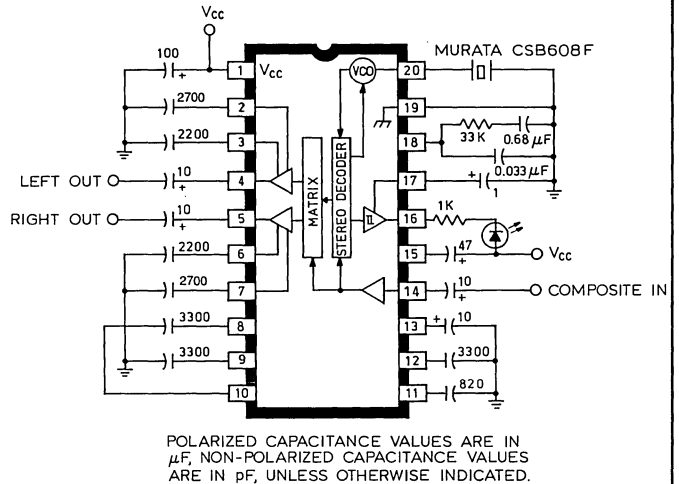 Vcc
100
+
1
Vcc
VCO
20
MURATA CSB608F
2700
2
19
2200
3
18
33K
0.68 µF
0.033 µF
LEFT OUT
10
+
4
MATRIX
STEREO DECODER
17
+
1
RIGHT OUT
10
+
5
16
1K
2200
6
15
47
+
Vcc
2700
7
14
10
+
COMPOSITE IN
3300
8
13
+
10
3300
9
12
3300
10
11
820
POLARIZED CAPACITANCE VALUES ARE IN
µF, NON-POLARIZED CAPACITANCE VALUES
ARE IN pF, UNLESS OTHERWISE INDICATED.